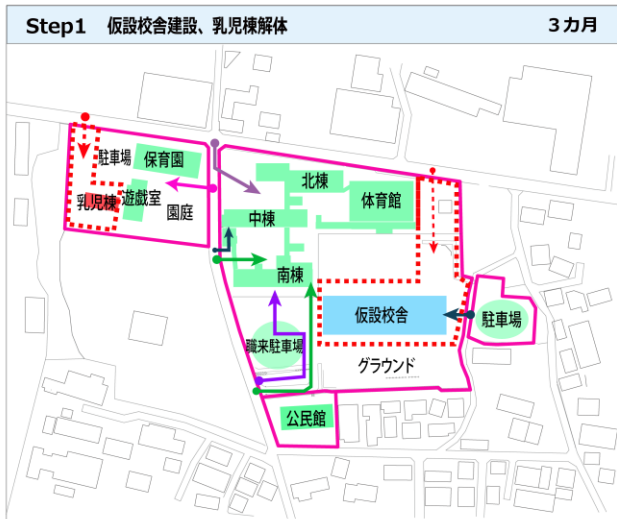 Step1 仮設校舎建設、乳児棟解体 3カ月
駐車場
保育園
乳児棟
遊戯室
園庭
北棟
体育館
中棟
南棟
仮設校舎
駐車場
職来駐車場
グラウンド
公民館